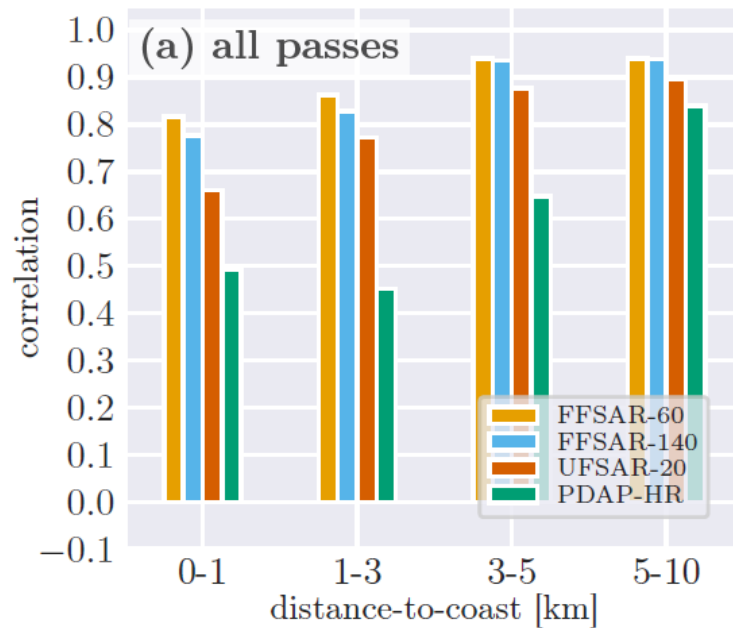 (a) all passes
1.0
0.9
0.8
0.7
0.6
0.5
0.4
0.3
0.2
0.1
0.0
−0.1
correlation
FFSAR-60
FFSAR-140
UFSAR-20
PDAP-HR
0-1 1-3 3-5 5-10
distance-to-coast [km]